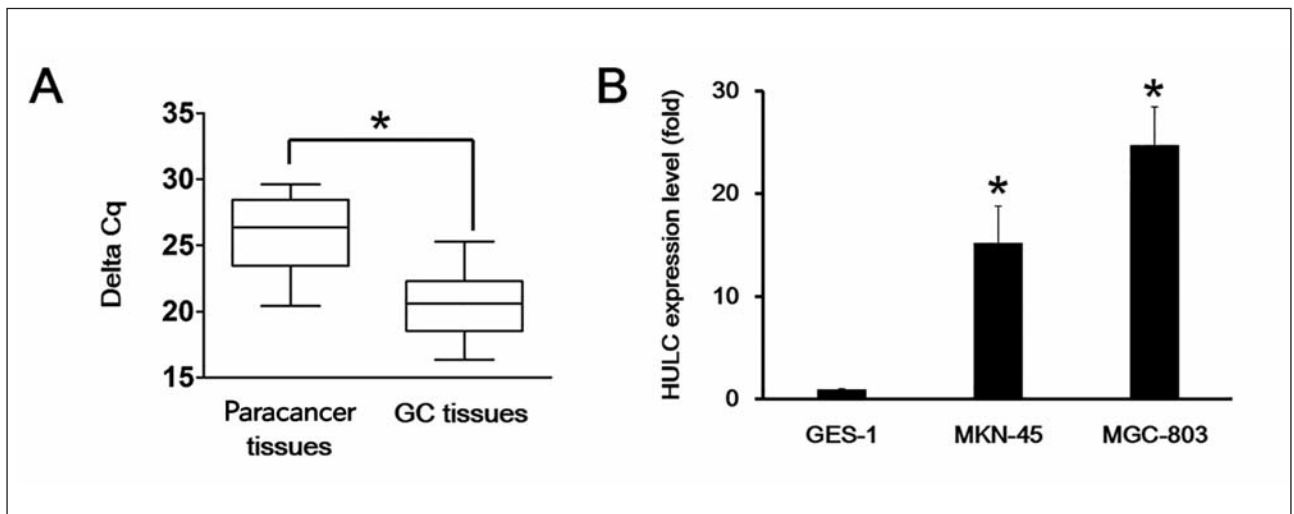 A
Delta Cq
35
30
25
20
15
*
Paracancer
tissues
GC tissues
B
HULC expression level (fold)
30
20
10
0
*
*
GES-1
MKN-45
MGC-803